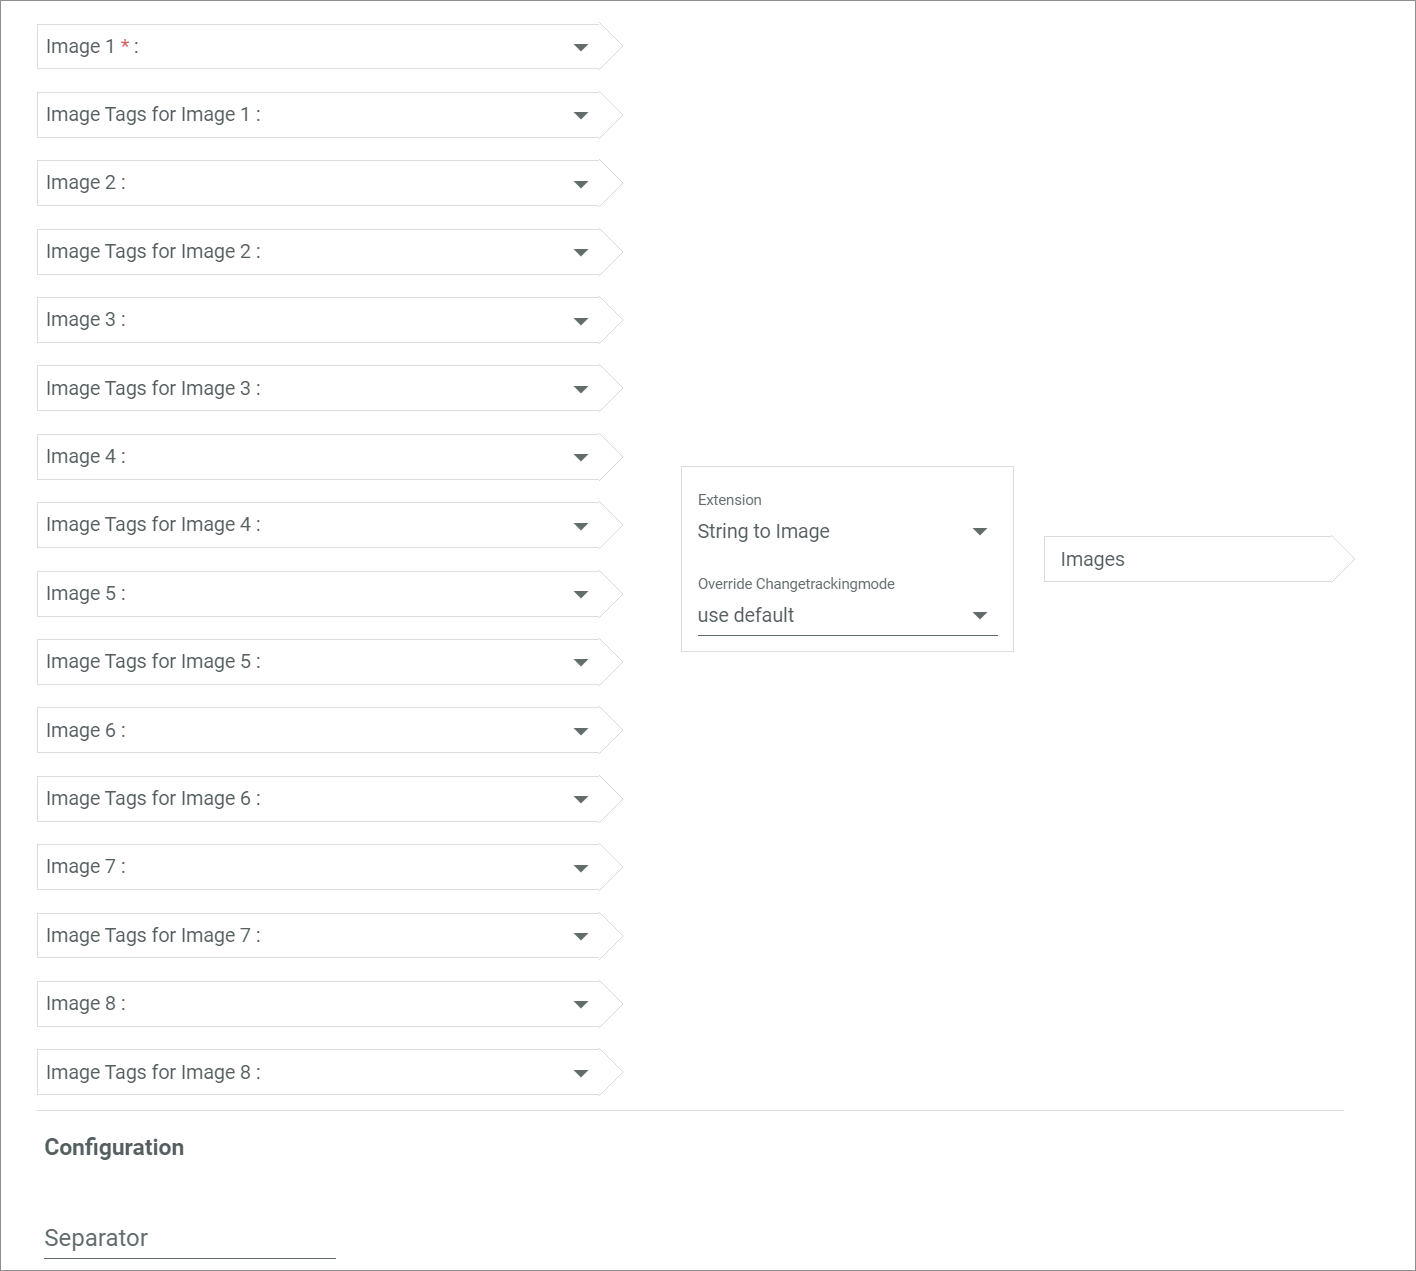 Image 1 * :
Image Tags for Image 1 :
Image 2 :
Image Tags for Image 2 :
Image 3 :
Image Tags for Image 3 :
Image 4 :
Image Tags for Image 4 :
Image 5 :
Image Tags for Image 5 :
Image 6 :
Image Tags for Image 6 :
Image 7 :
Image Tags for Image 7 :
Image 8 :
Image Tags for Image 8 :
Extension
String to Image
Override Changetrackingmode
use default
Images
Configuration
Separator